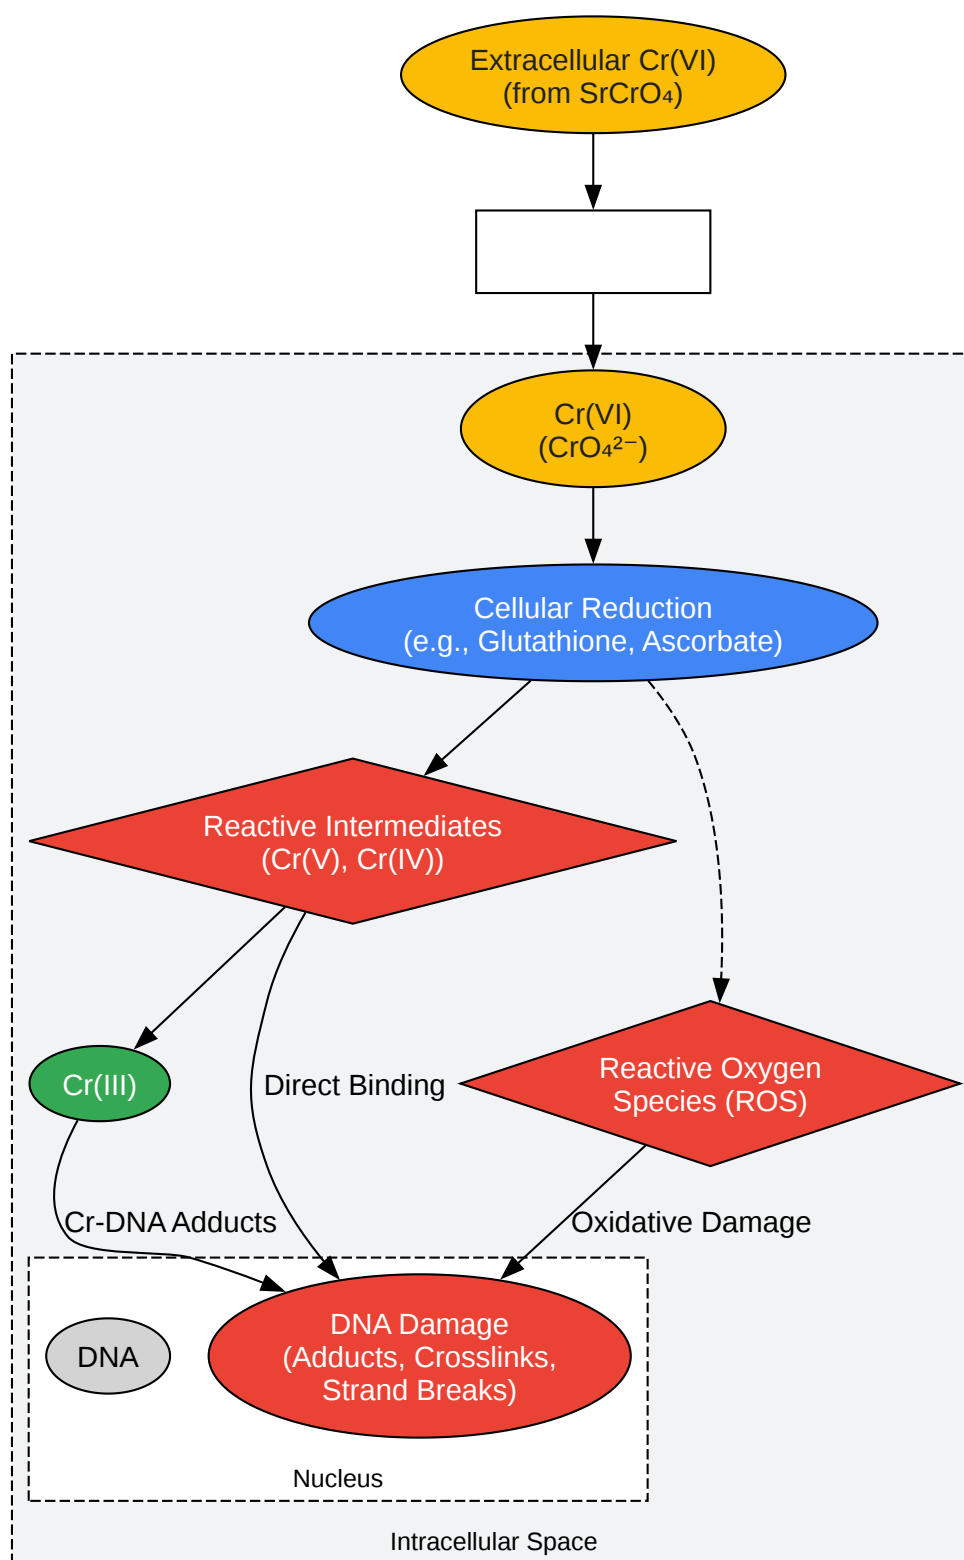 Extracellular Cr(VI)
(from SrCrO₄)
Cr(VI)
(CrO₄²⁻)
Cellular Reduction
(e.g., Glutathione, Ascorbate)
Reactive Intermediates
(Cr(V), Cr(IV))
Reactive Oxygen
Species (ROS)
Cr(III)
Direct Binding
Cr-DNA Adducts
Oxidative Damage
DNA
DNA Damage
(Adducts, Crosslinks,
Strand Breaks)
Nucleus
Intracellular Space